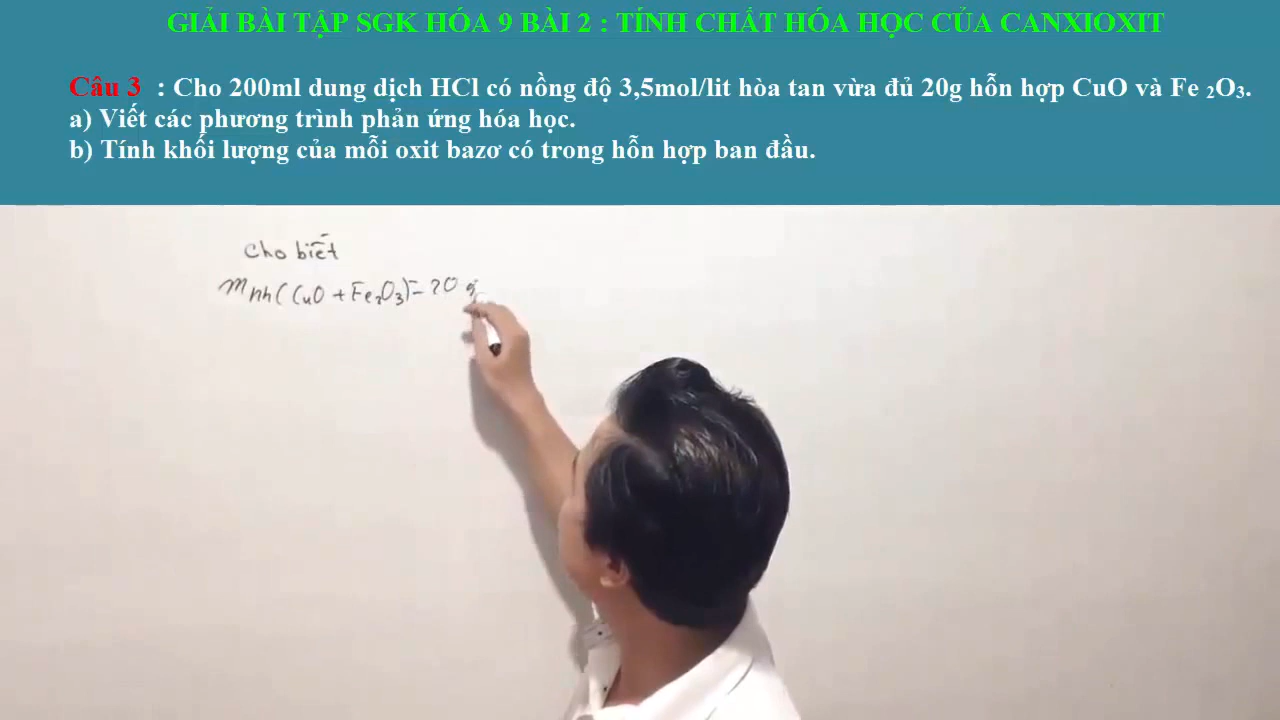 GIẢI BÀI TẬP SGK HÓA 9 BÀI 2 : TÍNH CHẤT HÓA HỌC CỦA CANXIOXIT
Câu 3 : Cho 200ml dung dịch HCl có nồng độ 3,5mol/lit hòa tan vừa đủ 20g hỗn hợp CuO và Fe ₂O₃.
a) Viết các phương trình phản ứng hóa học.
b) Tính khối lượng của mỗi oxit bazơ có trong hỗn hợp ban đầu.
Cho biết
m hh (CuO + Fe₂O₃) = 20 g